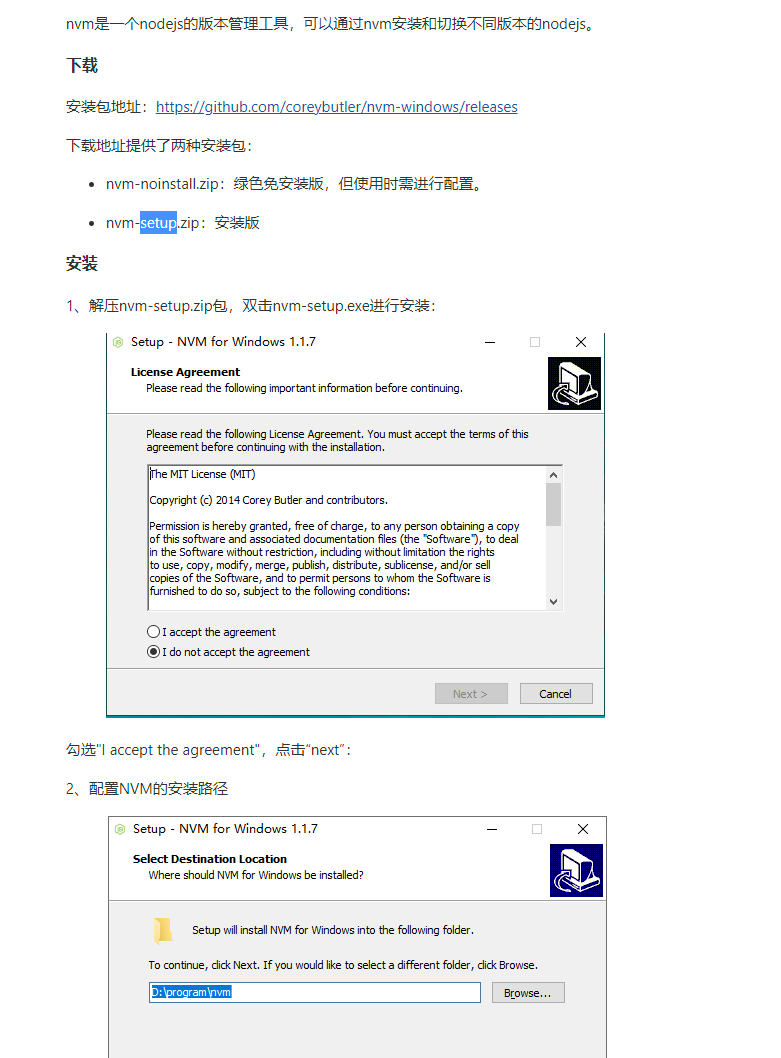 nvm是一个nodejs的版本管理工具，可以通过nvm安装和切换不同版本的nodejs。
下载
安装包地址：https://github.com/coreybutler/nvm-windows/releases
下载地址提供了两种安装包：
• nvm-noinstall.zip：绿色免安装版，但使用时需进行配置。
• nvm-setup.zip：安装版
安装
1、解压nvm-setup.zip包，双击nvm-setup.exe进行安装：
Setup - NVM for Windows 1.1.7
License Agreement
Please read the following important information before continuing.
Please read the following License Agreement. You must accept the terms of this
agreement before continuing with the installation.
The MIT License (MIT)
Copyright (c) 2014 Corey Butler and contributors.
Permission is hereby granted, free of charge, to any person obtaining a copy
of this software and associated documentation files (the "Software"), to deal
in the Software without restriction, including without limitation the rights
to use, copy, modify, merge, publish, distribute, sublicense, and/or sell
copies of the Software, and to permit persons to whom the Software is
furnished to do so, subject to the following conditions:
I accept the agreement
I do not accept the agreement
Next >
Cancel
勾选"I accept the agreement"，点击“next”：
2、配置NVM的安装路径
Setup - NVM for Windows 1.1.7
Select Destination Location
Where should NVM for Windows be installed?
Setup will install NVM for Windows into the following folder.
To continue, click Next. If you would like to select a different folder, click Browse.
D:\program\nvm
Browse...